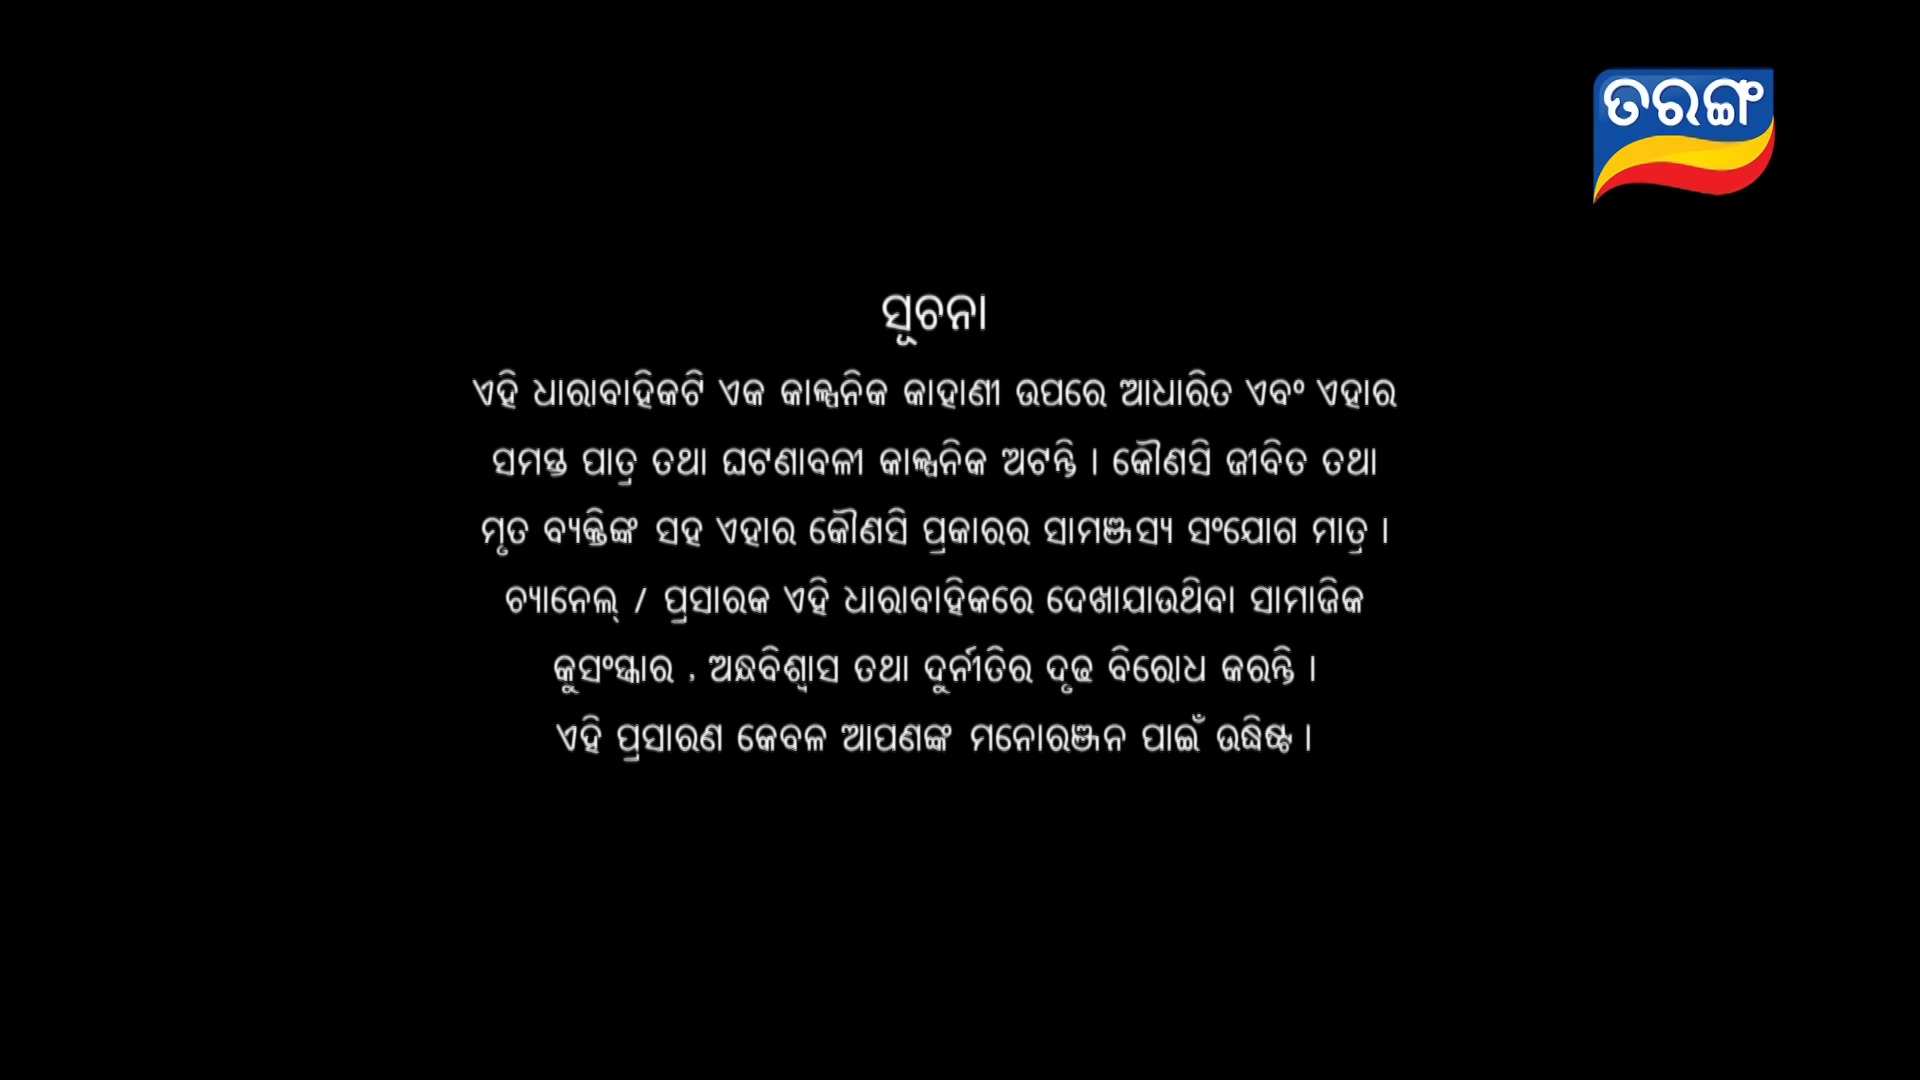 ତରଙ୍ଗ
ସୂଚନା
ଏହି ଧାରାବାହିକଟି ଏକ କାଳ୍ପନିକ କାହାଣୀ ଉପରେ ଆଧାରିତ ଏବଂ ଏହାର
ସମସ୍ତ ପାତ୍ର ତଥା ଘଟଣାବଳୀ କାଳ୍ପନିକ ଅଟନ୍ତି । କୌଣସି ଜୀବିତ ତଥା
ମୃତ ବ୍ୟକ୍ତିଙ୍କ ସହ ଏହାର କୌଣସି ପ୍ରକାରର ସାମଞ୍ଜସ୍ୟ ସଂଯୋଗ ମାତ୍ର ।
ଚ୍ୟାନେଲ୍ / ପ୍ରସାରକ ଏହି ଧାରାବାହିକରେ ଦେଖାଯାଉଥିବା ସାମାଜିକ
କୁସଂସ୍କାର , ଅନ୍ଧବିଶ୍ୱାସ ତଥା ଦୁର୍ନୀତିର ଦୃଢ ବିରୋଧ କରନ୍ତି ।
ଏହି ପ୍ରସାରଣ କେବଳ ଆପଣଙ୍କ ମନୋରଞ୍ଜନ ପାଇଁ ଉଦ୍ଧିଷ୍ଟ ।